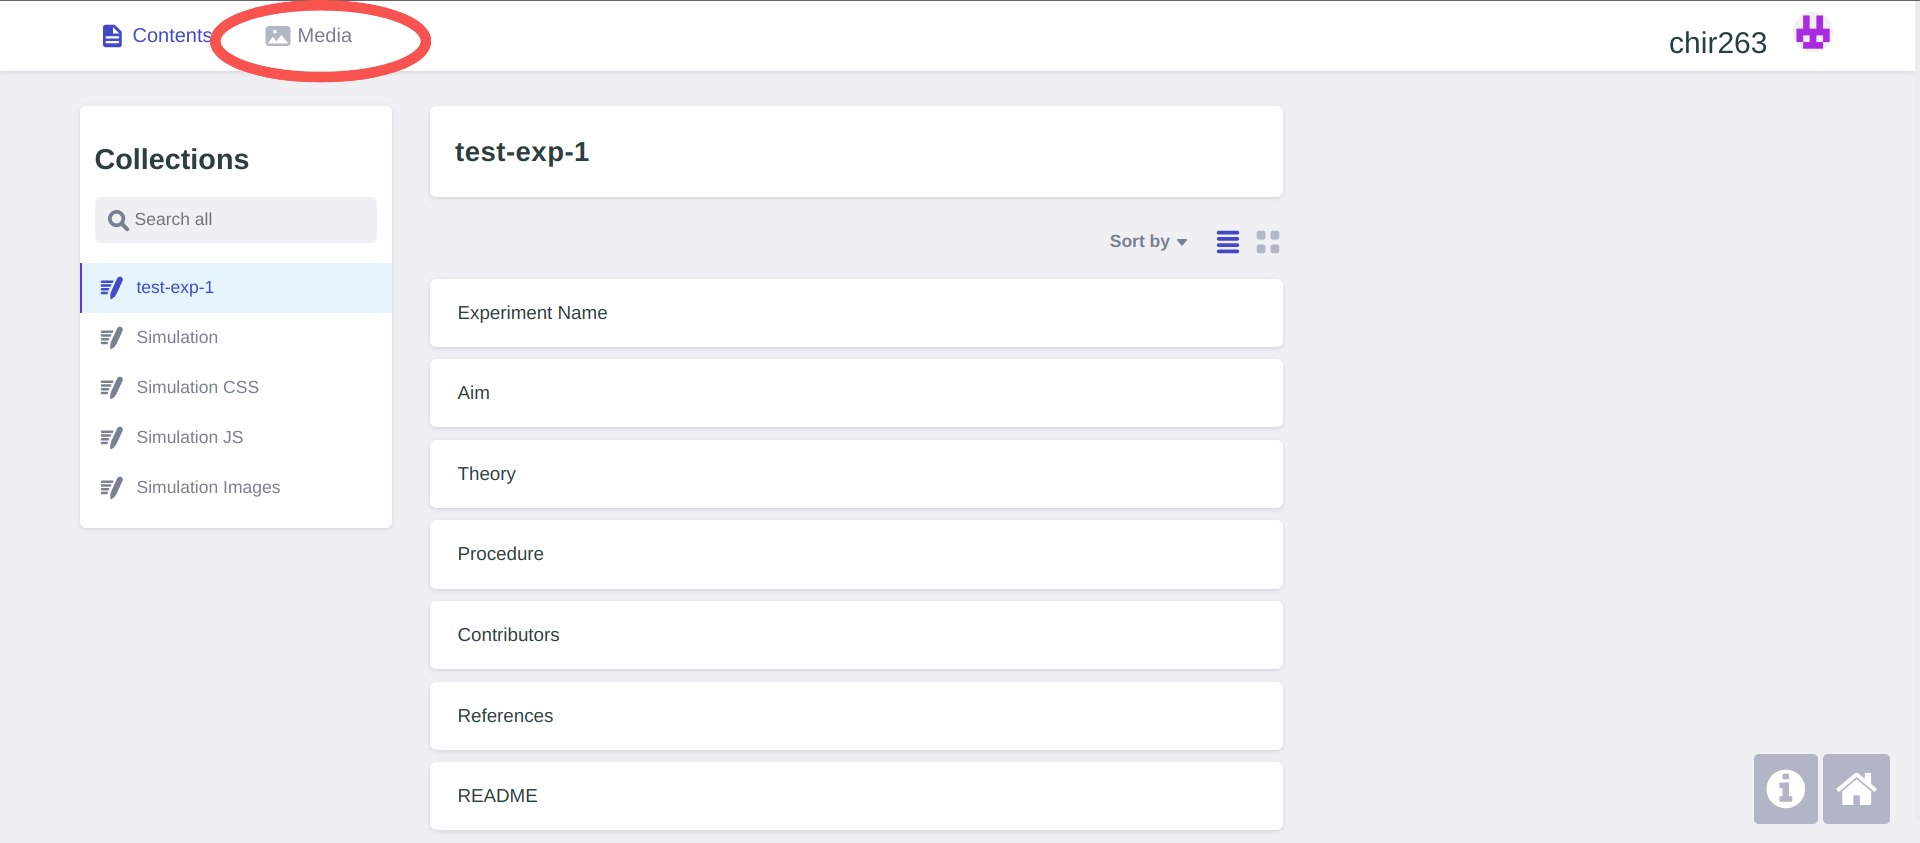 Contents
Media
chir263
Collections
Search all
test-exp-1
Simulation
Simulation CSS
Simulation JS
Simulation Images
test-exp-1
Sort by
Experiment Name
Aim
Theory
Procedure
Contributors
References
README